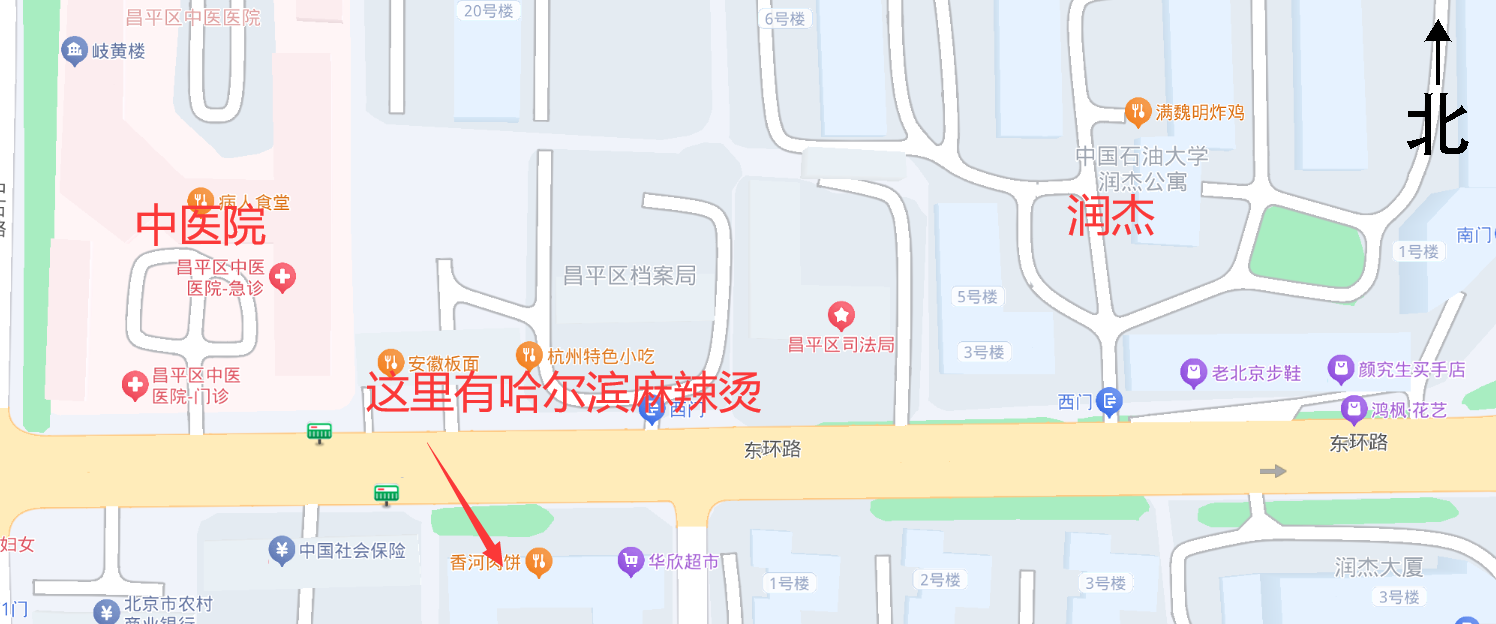 昌平区中医医院
20号楼
6号楼
岐黄楼
满魏明炸鸡
北
中国石油大学
润杰公寓
病人食堂
中医院
润杰
昌平区中医
医院-急诊
昌平区档案局
1号楼
南门
5号楼
昌平区司法局
3号楼
安徽板面
杭州特色小吃
老北京步鞋
颜究生买手店
昌平区中医
医院-门诊
这里有哈尔滨麻辣烫
西门
西门
鸿枫·花艺
东环路
东环路
妇女
中国社会保险
香河肉饼
华欣超市
1号楼
2号楼
3号楼
润杰大厦
3号楼
1门
北京市农村
商业银行